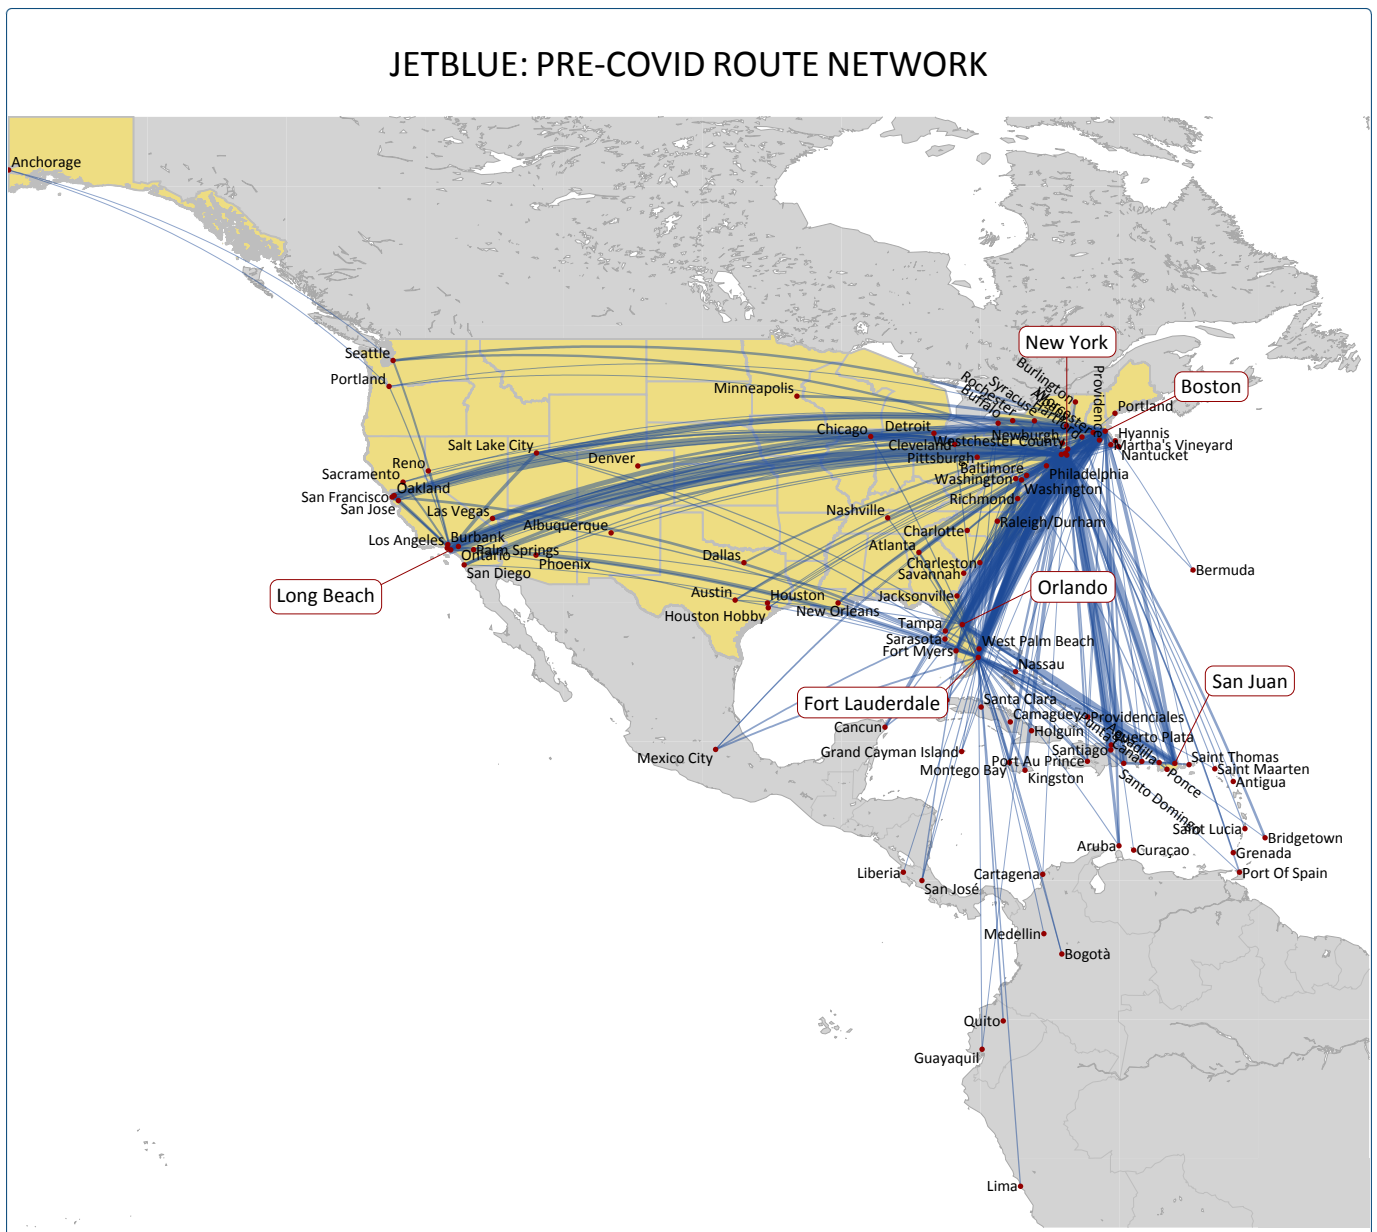 JETBLUE: PRE-COVID ROUTE NETWORK
Anchorage
New York
Seattle
Portland
Minneapolis
Burlington
Providence
Boston
Rochester
Syracuse
Buffalo
Worcester
Hartford
Portland
Chicago
Detroit
Newburgh
Hyannis
Salt Lake City
Cleveland
Westchester County
Martha's Vineyard
Nantucket
Denver
Pittsburgh
Reno
Baltimore
Philadelphia
Sacramento
Oakland
Washington
Washington
San Francisco
San José
Richmond
Las Vegas
Nashville
Raleigh/Durham
Albuquerque
Charlotte
Los Angeles
Burbank
Atlanta
Palm Springs
Ontario
Phoenix
Dallas
Charleston
San Diego
Savannah
Bermuda
Long Beach
Austin
Houston
Jacksonville
Orlando
Houston Hobby
New Orleans
Tampa
Sarasota
West Palm Beach
Fort Myers
Nassau
San Juan
Fort Lauderdale
Santa Clara
Camaguey
Providenciales
Cancun
Holguin
Punta Cana
Aguadilla
Puerto Plata
Mexico City
Grand Cayman Island
Santiago
Port Au Prince
Saint Thomas
Montego Bay
Kingston
Saint Maarten
Ponce
Antigua
Santo Domingo
Saint Lucia
Bridgetown
Aruba
Curaçao
Grenada
Liberia
San José
Cartagena
Port Of Spain
Medellin
Bogotà
Quito
Guayaquil
Lima